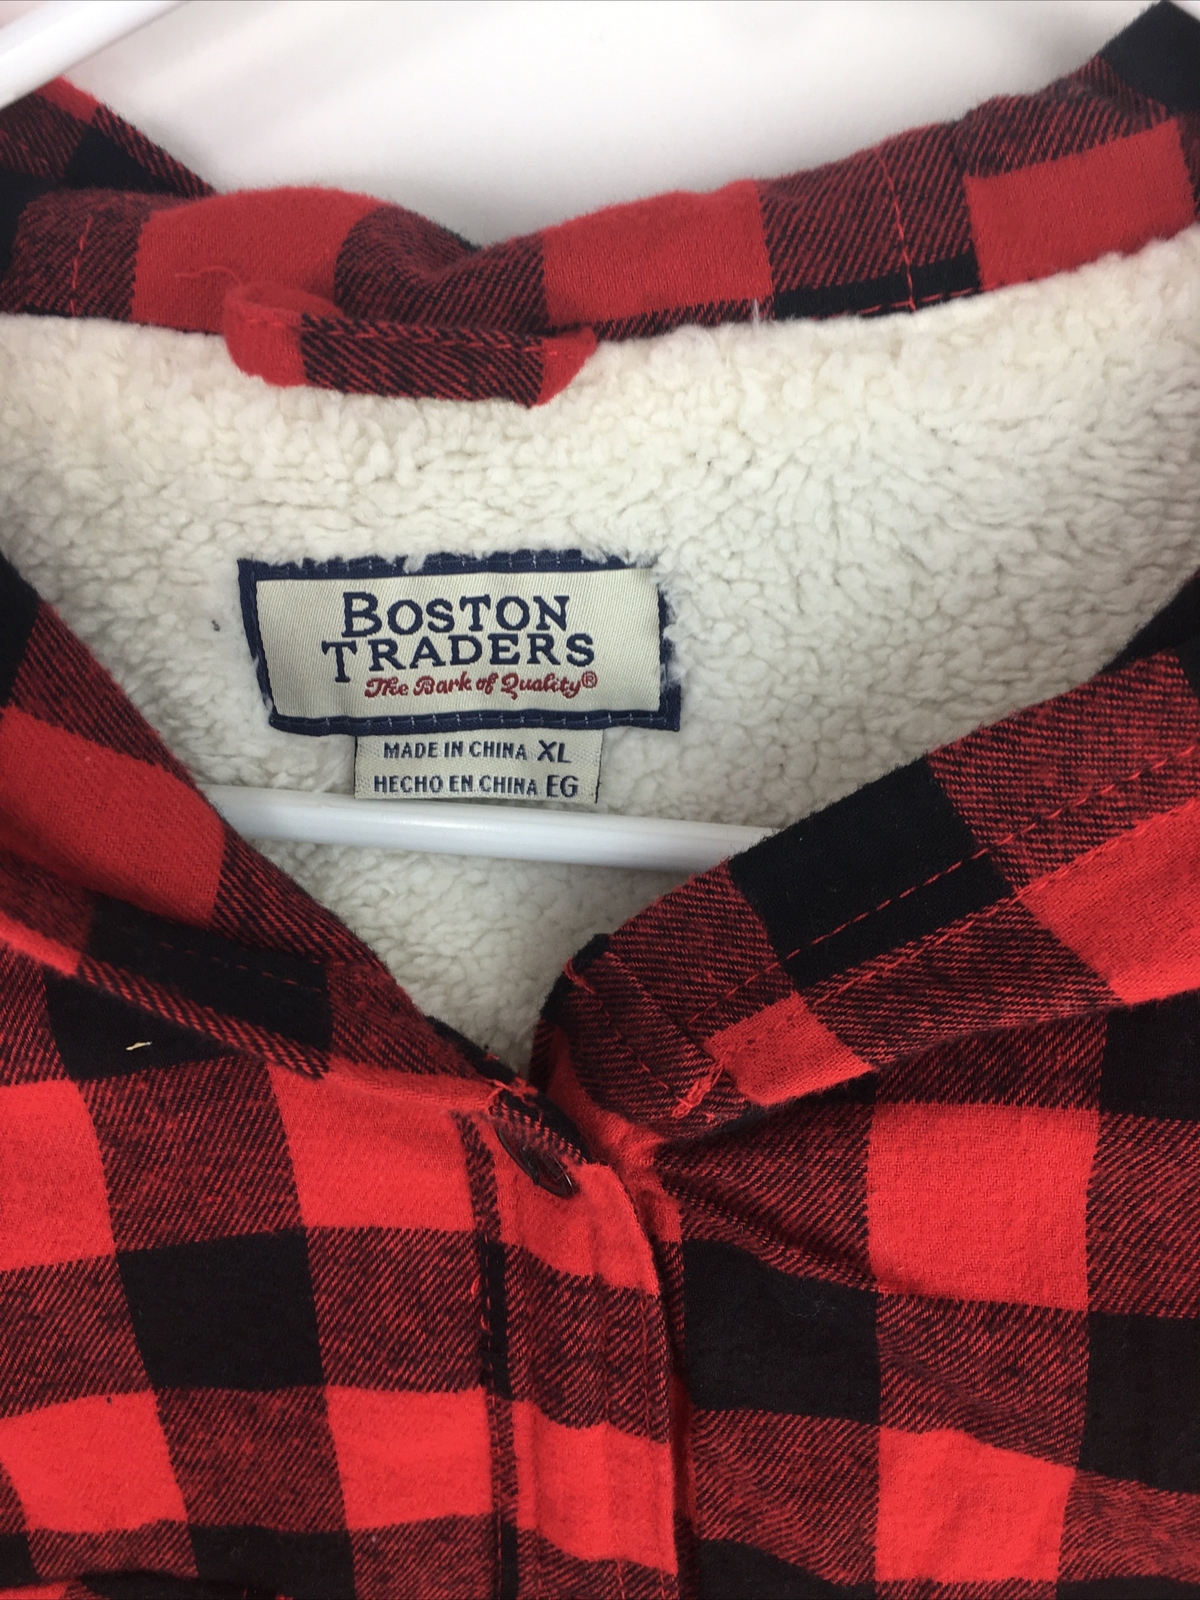 BOSTON
TRADERS
The Bark of Quality®
MADE IN CHINA XL
HECHO EN CHINA EG